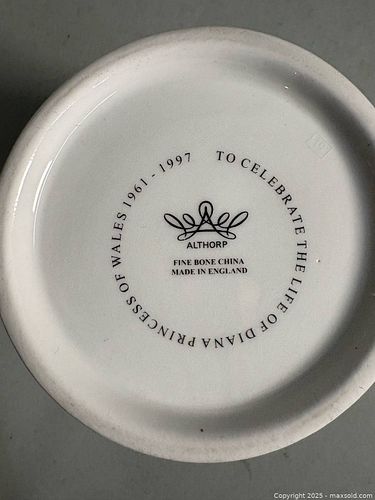 TO CELEBRATE THE LIFE OF DIANA PRINCESS OF WALES 1961 - 1997
ALTHORP
FINE BONE CHINA
MADE IN ENGLAND
Copyright 2025 - maxsold.com